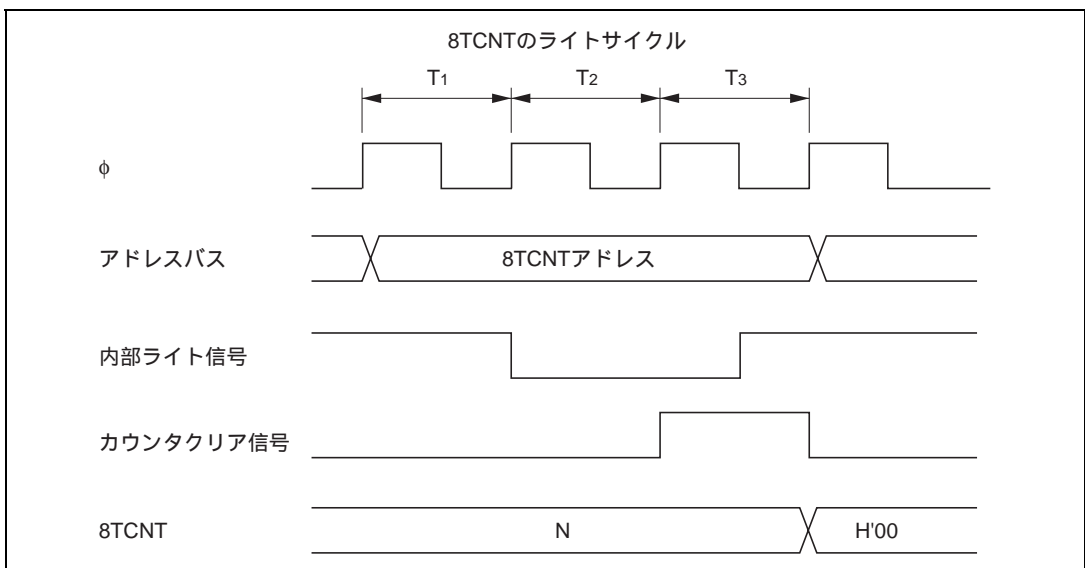 8TCNTのライトサイクル
T1 T2 T3
φ
アドレスバス 8TCNTアドレス
内部ライト信号
カウンタクリア信号
8TCNT N H'00